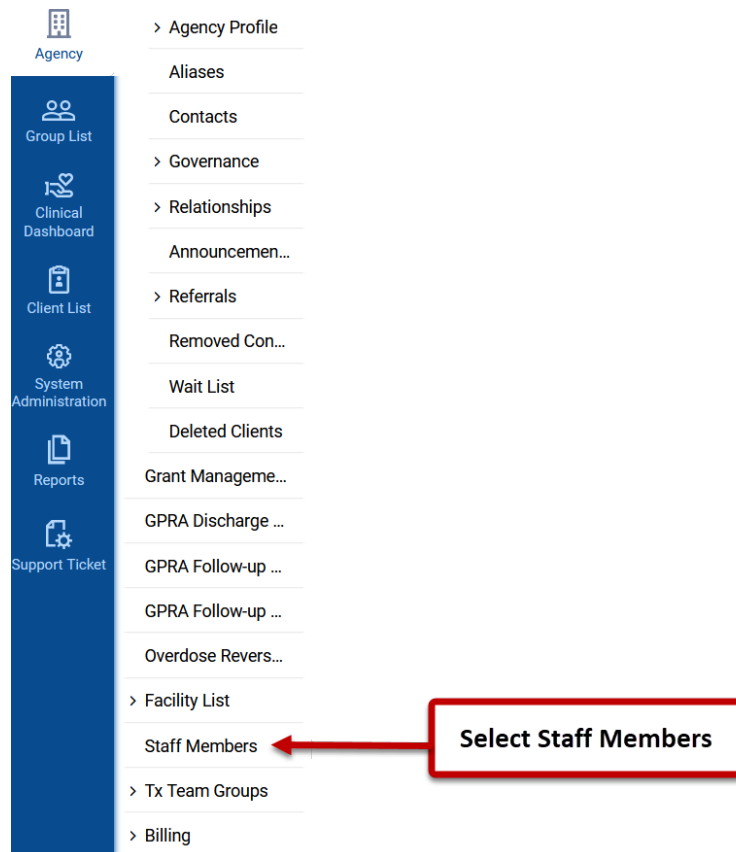 Agency
Group List
Clinical
Dashboard
Client List
System
Administration
Reports
Support Ticket
Agency Profile
Aliases
Contacts
Governance
Relationships
Announcemen...
Referrals
Removed Con...
Wait List
Deleted Clients
Grant Manageme...
GPRA Discharge ...
GPRA Follow-up ...
GPRA Follow-up ...
Overdose Revers...
Facility List
Staff Members
Select Staff Members
Tx Team Groups
Billing